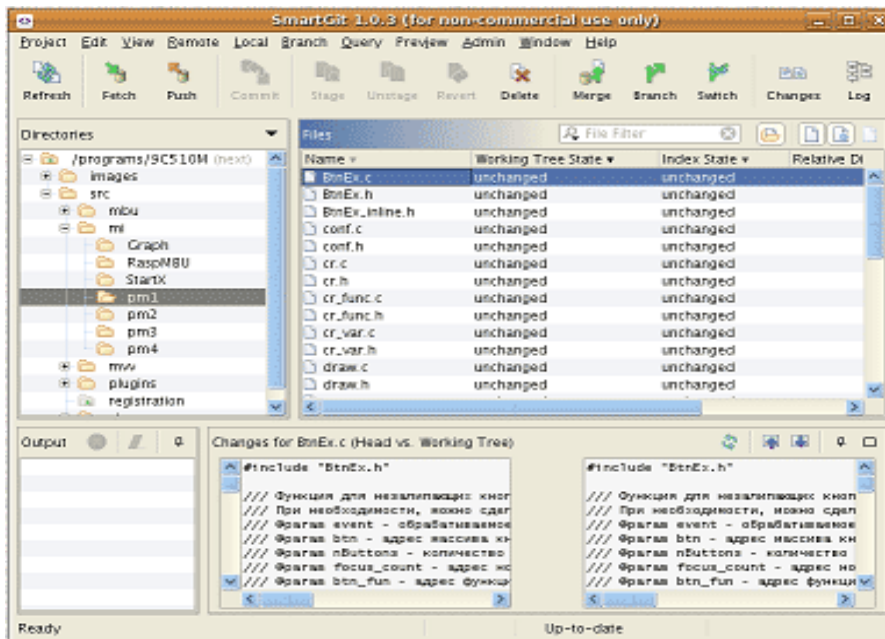 SmartGit 1.0.3 (for non-commercial use only)
Project Edit View Remote Local Branch Query Preview Admin Window Help
Refresh Fetch Push Commit Stage Unstage Revert Delete Merge Branch Switch Changes Log
Directories
/programs/9C510M (next)
images
src
mbu
mi
Graph
RaspMBU
StartX
pm1
pm2
pm3
pm4
mvv
plugins
registration
Files File Filter
Name Working Tree State Index State Relative Di
BtnEx.c unchanged unchanged
BtnEx.h unchanged unchanged
BtnEx_inline.h unchanged unchanged
conf.c unchanged unchanged
conf.h unchanged unchanged
cr.c unchanged unchanged
cr.h unchanged unchanged
cr_func.c unchanged unchanged
cr_func.h unchanged unchanged
cr_var.c unchanged unchanged
cr_var.h unchanged unchanged
draw.c unchanged unchanged
draw.h unchanged unchanged
Output
Changes for BtnEx.c (Head vs. Working Tree)
#include "BtnEx.h"
/// Функция для незалипающих кноп
/// При необходимости, можно сдел
/// @param event - обрабатываемое
/// @param btn - адрес массива кн
/// @param nButtons - количество
/// @param focus_count - адрес но
/// @param btn_fun - адрес функци
#include "BtnEx.h"
/// Функция для незалипающих кноп
/// При необходимости, можно сдел
/// @param event - обрабатываемое
/// @param btn - адрес массива кн
/// @param nButtons - количество
/// @param focus_count - адрес но
/// @param btn_fun - адрес функци
Ready Up-to-date